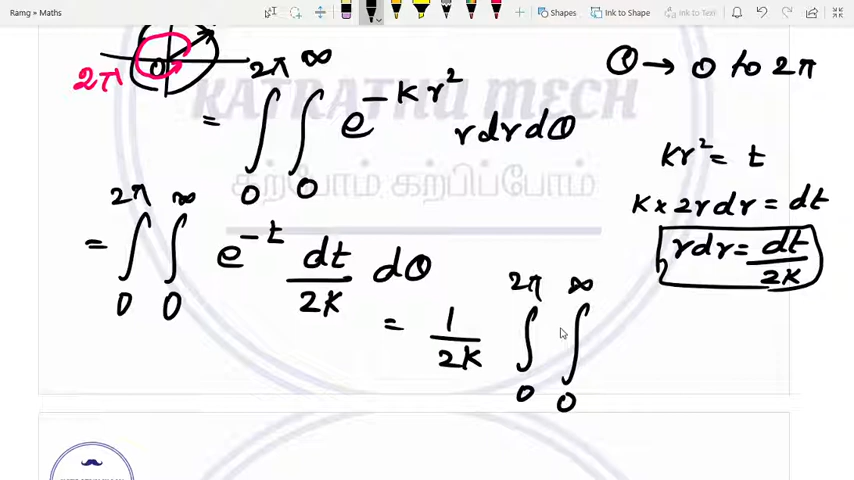 Ramg » Maths
Shapes
Ink to Shape
Ink to Text
KATRATHU MECH
கற்போம் கற்பிப்போம்
0
2π
θ → 0 to 2π
= ∫₀^2π ∫₀^∞ e^-Kr² r dr dθ
Kr² = t
K × 2r dr = dt
r dr = dt/2K
= ∫₀^2π ∫₀^∞ e^-t dt/2K dθ
= 1/2K ∫₀^2π ∫₀^∞